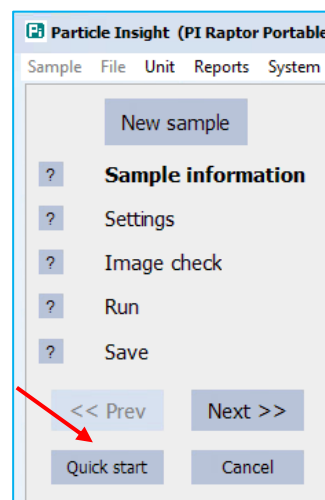 Pi Particle Insight (PI Raptor Portable
Sample File Unit Reports System
New sample
? Sample information
? Settings
? Image check
? Run
? Save
<< Prev Next >>
Quick start Cancel